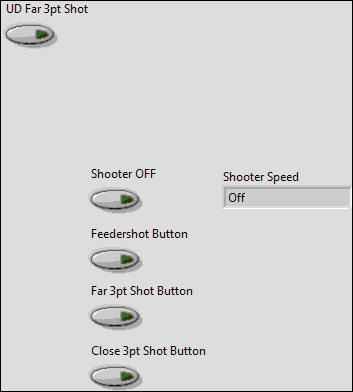 UD Far 3pt Shot
Shooter OFF
Shooter Speed
Off
Feedershot Button
Far 3pt Shot Button
Close 3pt Shot Button